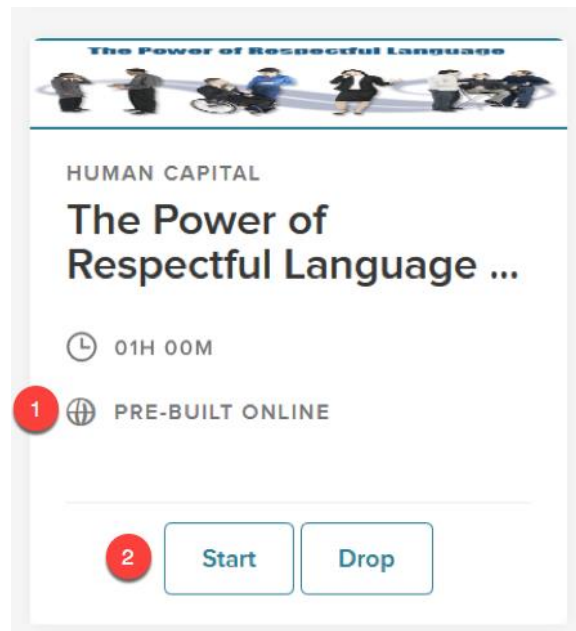 The Power of Respectful Language
HUMAN CAPITAL
The Power of
Respectful Language ...
01H 00M
1 PRE-BUILT ONLINE
2 Start Drop